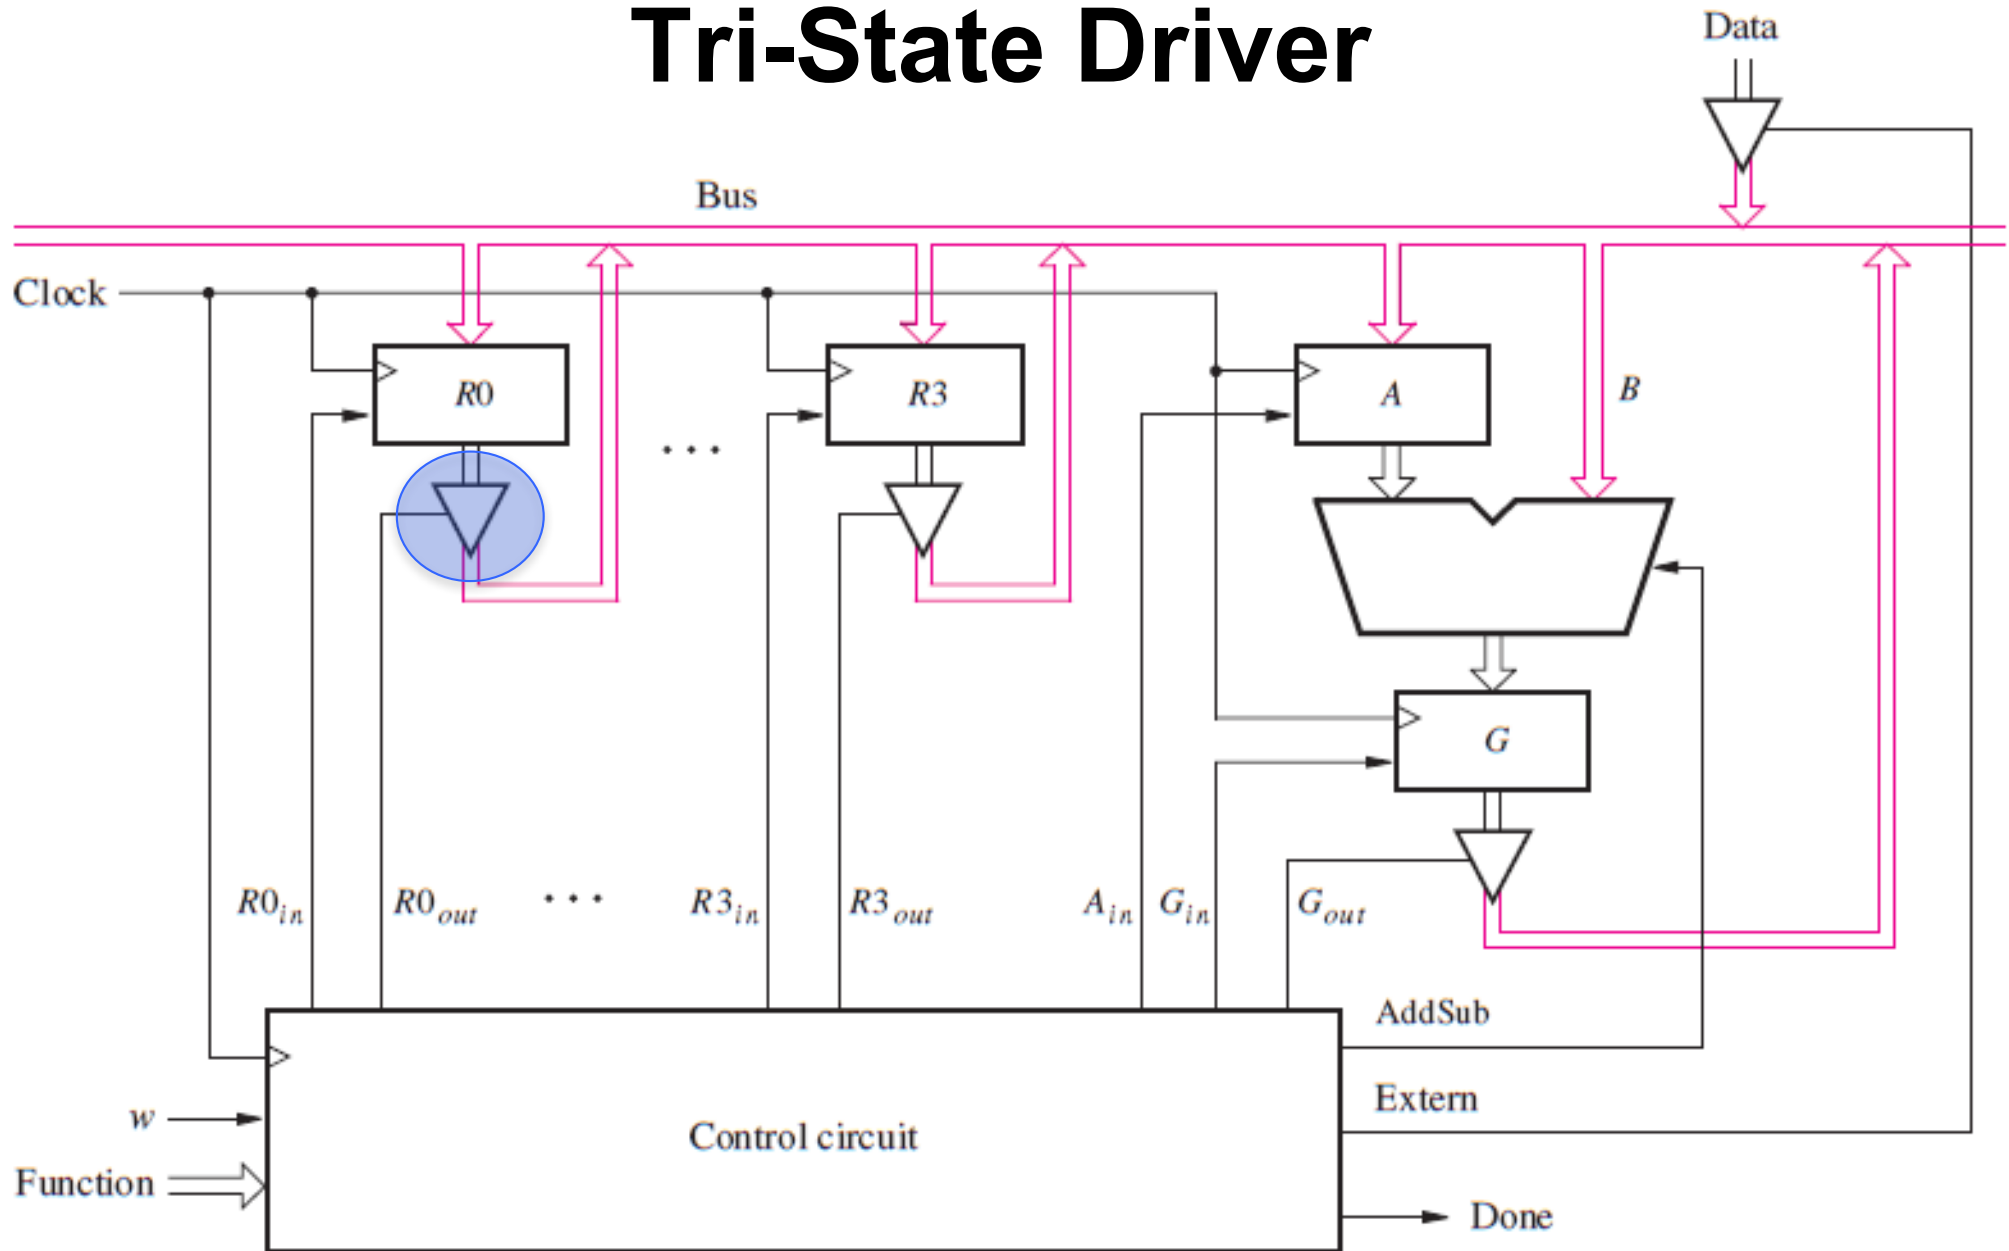 Tri-State Driver
Data
Bus
Clock
R0
R3
A
B
...
G
R0in
R0out
...
R3in
R3out
Ain
Gin
Gout
AddSub
Extern
w
Control circuit
Function
Done